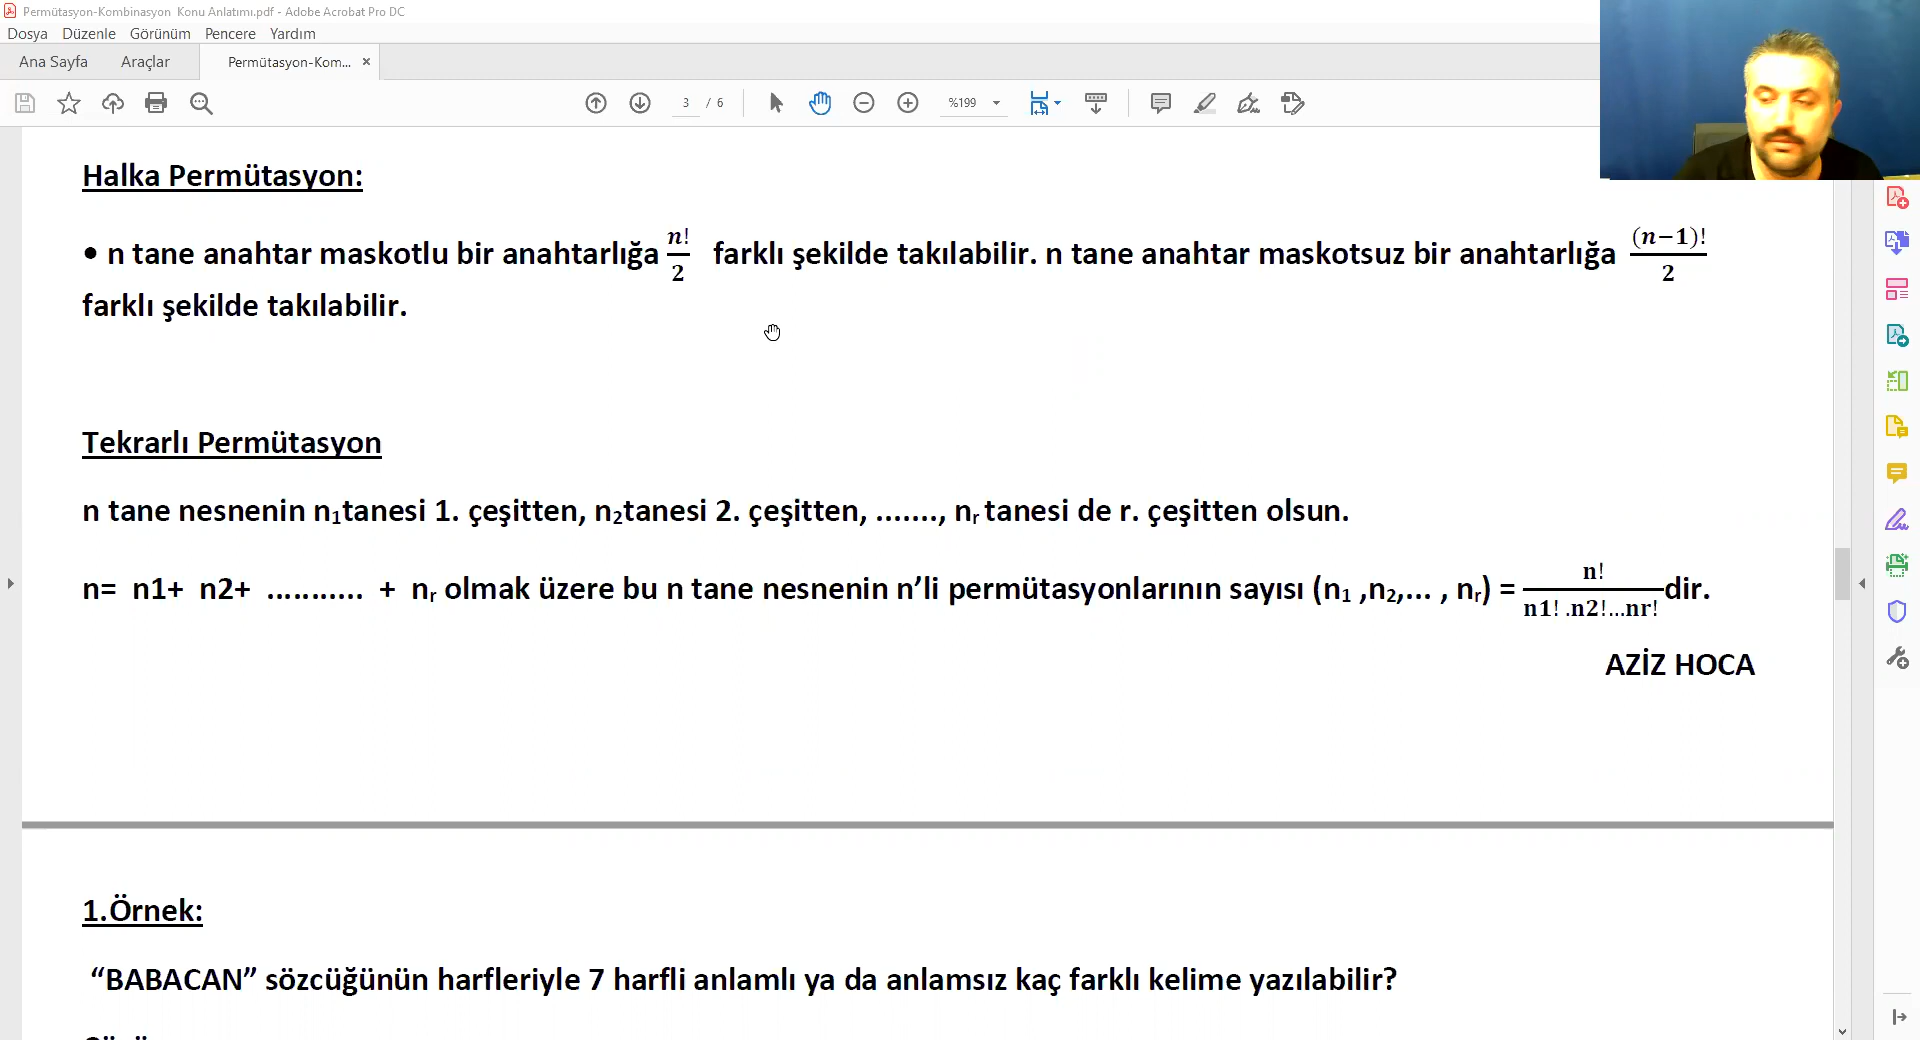 Permütasyon-Kombinasyon Konu Anlatımı.pdf - Adobe Acrobat Pro DC
Dosya Düzenle Görünüm Pencere Yardım
Ana Sayfa Araçlar Permütasyon-Kom... ×
3 / 6 %199
Halka Permütasyon:
• n tane anahtar maskotlu bir anahtarlığa n!/2 farklı şekilde takılabilir. n tane anahtar maskotsuz bir anahtarlığa (n−1)!/2
farklı şekilde takılabilir.
Tekrarlı Permütasyon
n tane nesnenin n₁tanesi 1. çeşitten, n₂tanesi 2. çeşitten, ......., nᵣ tanesi de r. çeşitten olsun.
n= n1+ n2+ ........... + nᵣ olmak üzere bu n tane nesnenin n’li permütasyonlarının sayısı (n₁ ,n₂,... , nᵣ) = n!/n1! .n2!...nr! dir.
AZİZ HOCA
1.Örnek:
“BABACAN” sözcüğünün harfleriyle 7 harfli anlamlı ya da anlamsız kaç farklı kelime yazılabilir?